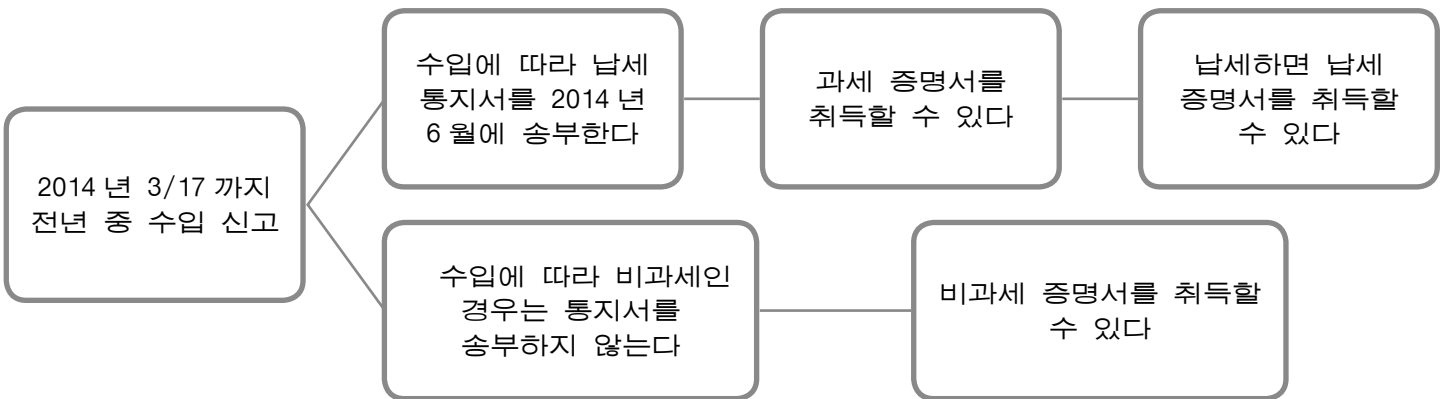 2014 년 3/17 까지
전년 중 수입 신고
수입에 따라 납세
통지서를 2014 년
6 월에 송부한다
과세 증명서를
취득할 수 있다
납세하면 납세
증명서를 취득할
수 있다
수입에 따라 비과세인
경우는 통지서를
송부하지 않는다
비과세 증명서를 취득할
수 있다